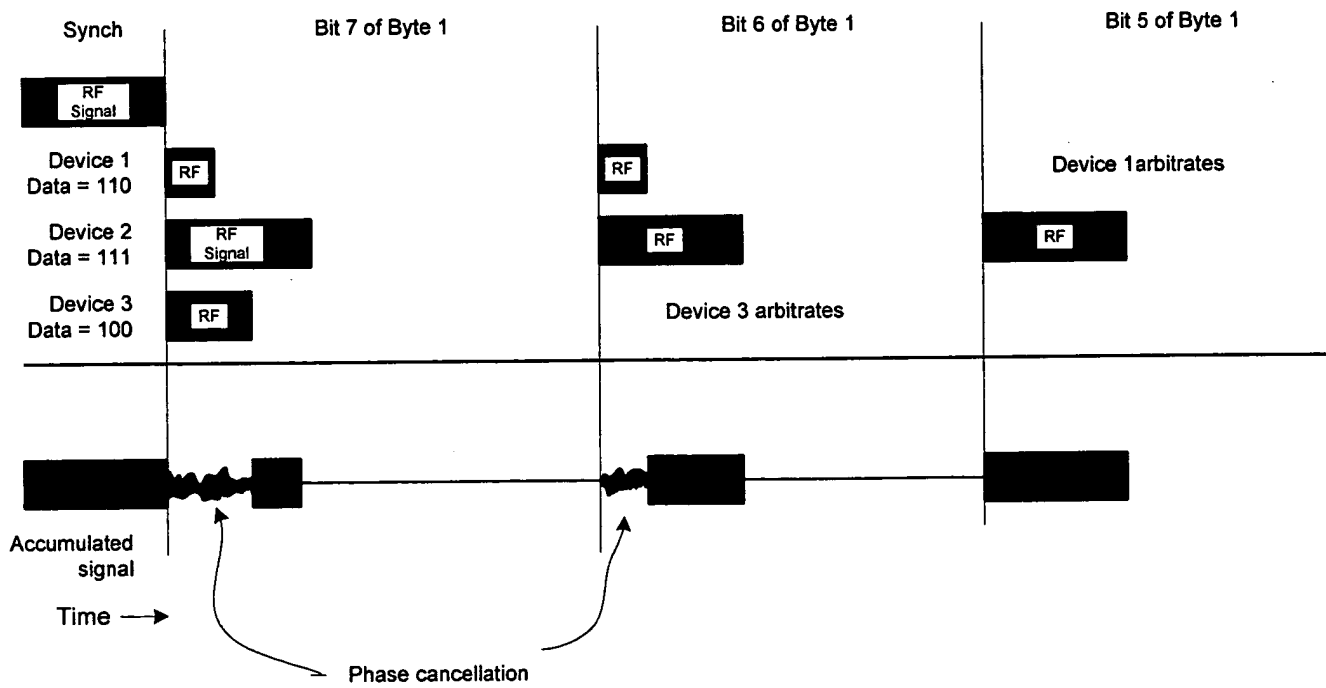 Synch
Bit 7 of Byte 1
Bit 6 of Byte 1
Bit 5 of Byte 1
RF
Signal
Device 1
Data = 110
RF
RF
Device 1arbitrates
Device 2
Data = 111
RF
Signal
RF
RF
Device 3
Data = 100
RF
Device 3 arbitrates
Accumulated
signal
Time
Phase cancellation